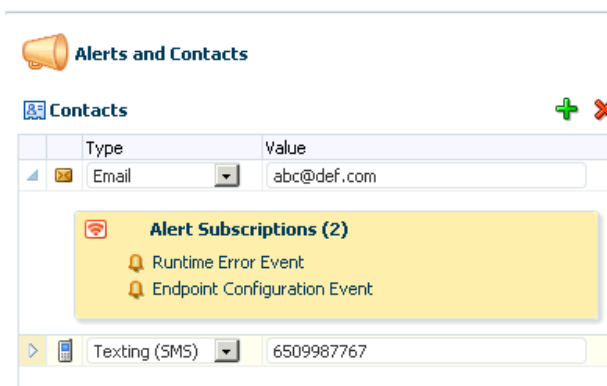 Alerts and Contacts
Contacts
Type Value
Email abc@def.com
Alert Subscriptions (2)
Runtime Error Event
Endpoint Configuration Event
Texting (SMS) 6509987767